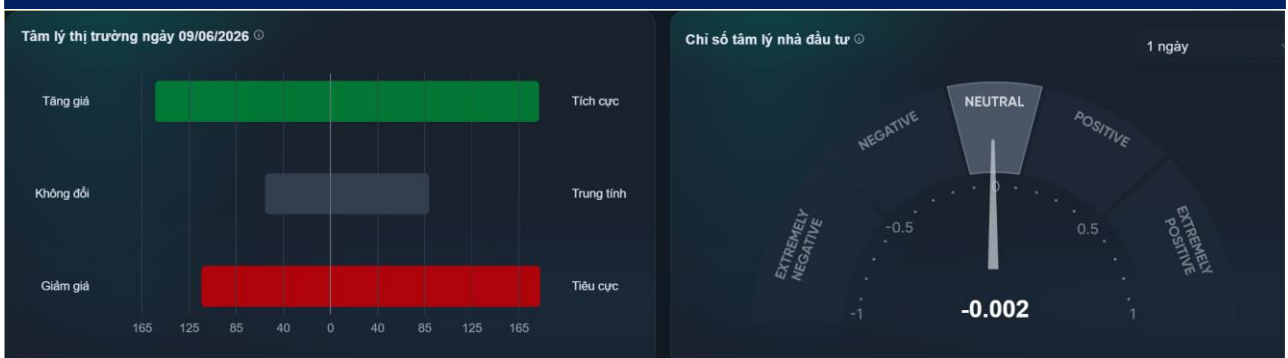 Tâm lý thị trường ngày 09/06/2026
Tăng giá
Tích cực
Không đổi
Trung tính
Giảm giá
Tiêu cực
165 125 85 40 0 40 85 125 165
Chỉ số tâm lý nhà đầu tư
1 ngày
EXTREMELY
NEGATIVE
NEGATIVE
NEUTRAL
POSITIVE
EXTREMELY
POSITIVE
-1
-0.5
0
0.5
1
-0.002